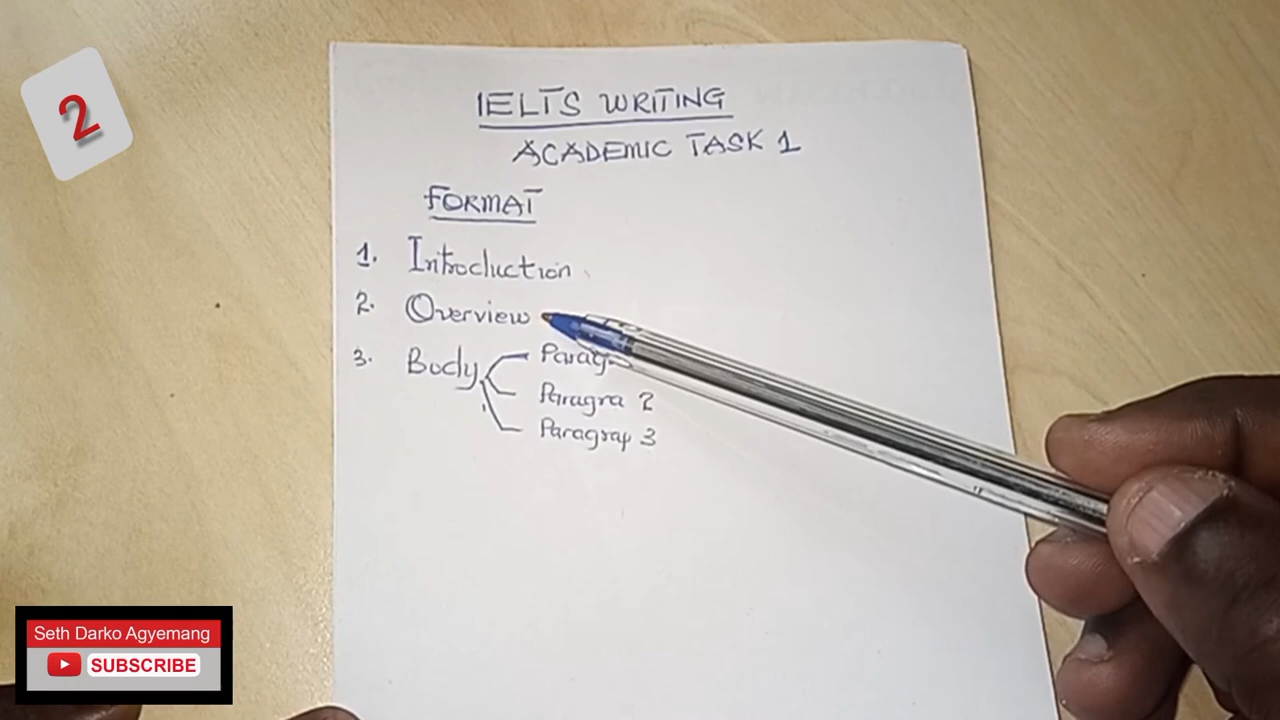 2
IELTS WRITING
ACADEMIC TASK 1
FORMAT
1. Introduction
2. Overview
3. Body
Parag
Paragra 2
Paragrap 3
Seth Darko Agyemang
SUBSCRIBE